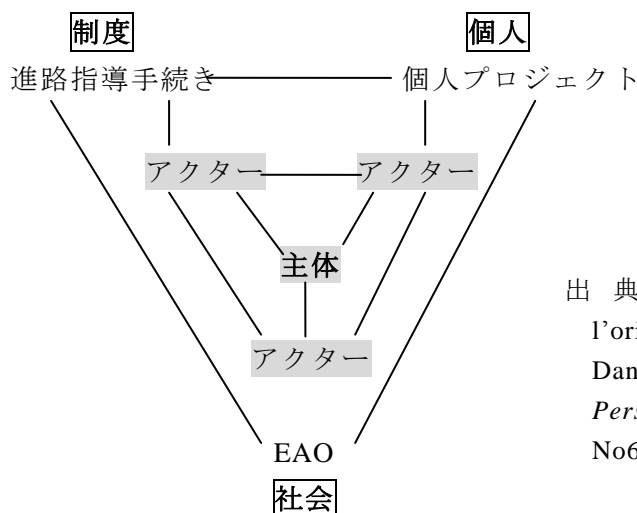 制度 個人
進路指導手続き 個人プロジェクト
アクター アクター
主体
アクター
EAO
社会
出 典
l'ori
Dan
Pers
No6